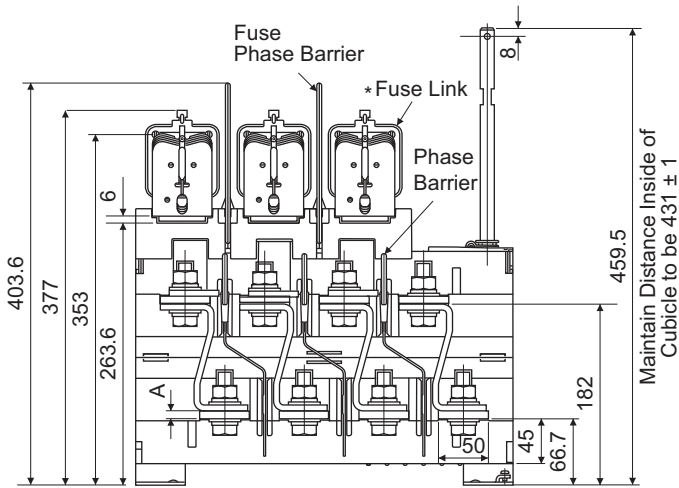 Fuse
Phase Barrier
*Fuse Link
Phase
Barrier
8
6
403.6
377
353
263.6
A
459.5
Maintain Distance Inside of
Cubicle to be 431 ± 1
182
50
45
66.7